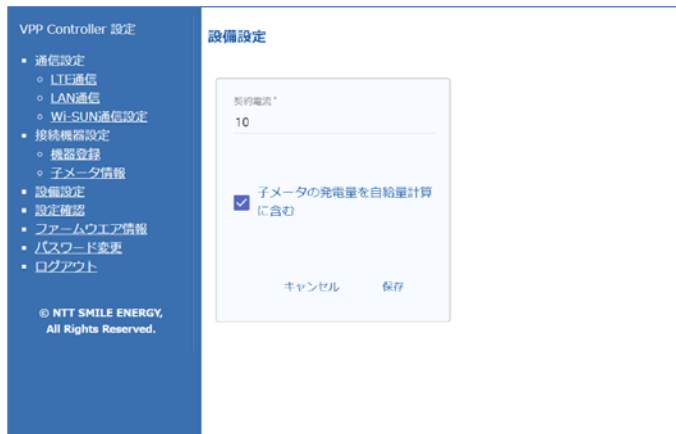 VPP Controller 設定
通信設定
LTE通信
LAN通信
Wi-SUN通信設定
接続機器設定
機器登録
子メータ情報
設備設定
設定確認
ファームウエア情報
パスワード変更
ログアウト
© NTT SMILE ENERGY,
All Rights Reserved.
設備設定
契約電流*
10
子メータの発電量を自給量計算
に含む
キャンセル 保存